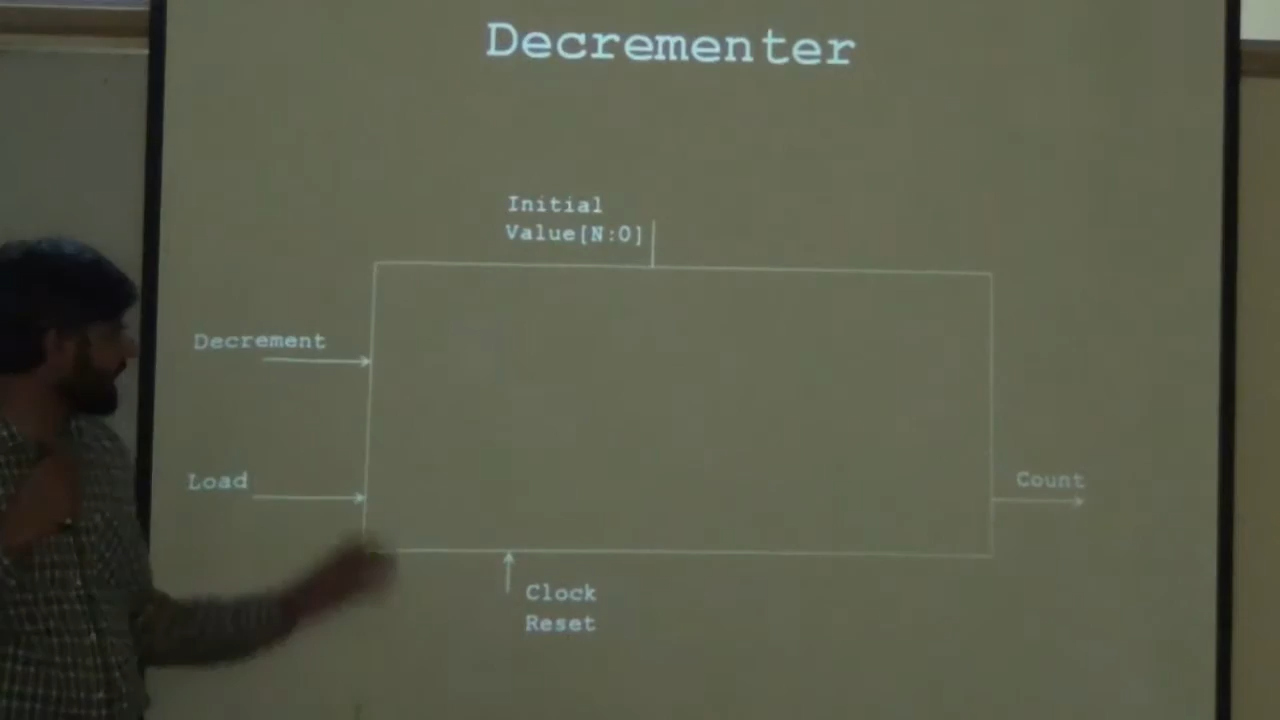 Decrementer
Initial
Value[N:0]
Decrement
Load
Count
Clock
Reset